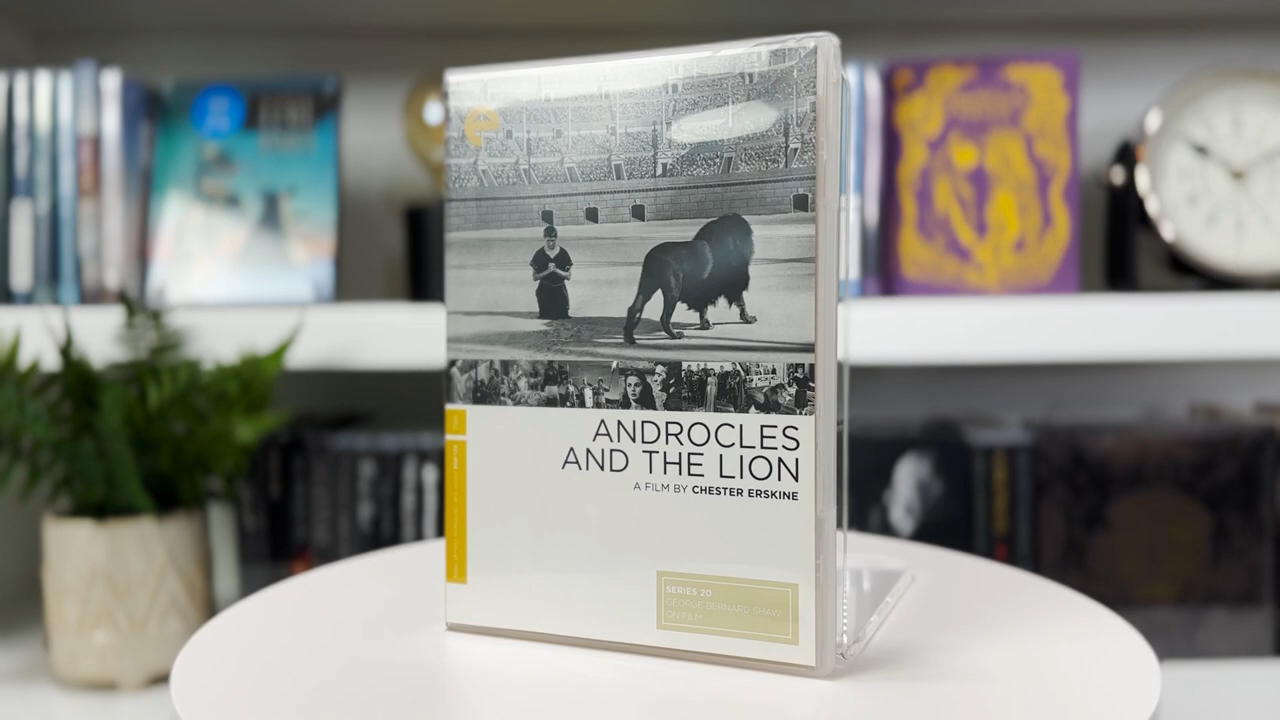 e
ANDROCLES
AND THE LION
A FILM BY CHESTER ERSKINE
SERIES 20
GEORGE BERNARD SHAW
ON FILM